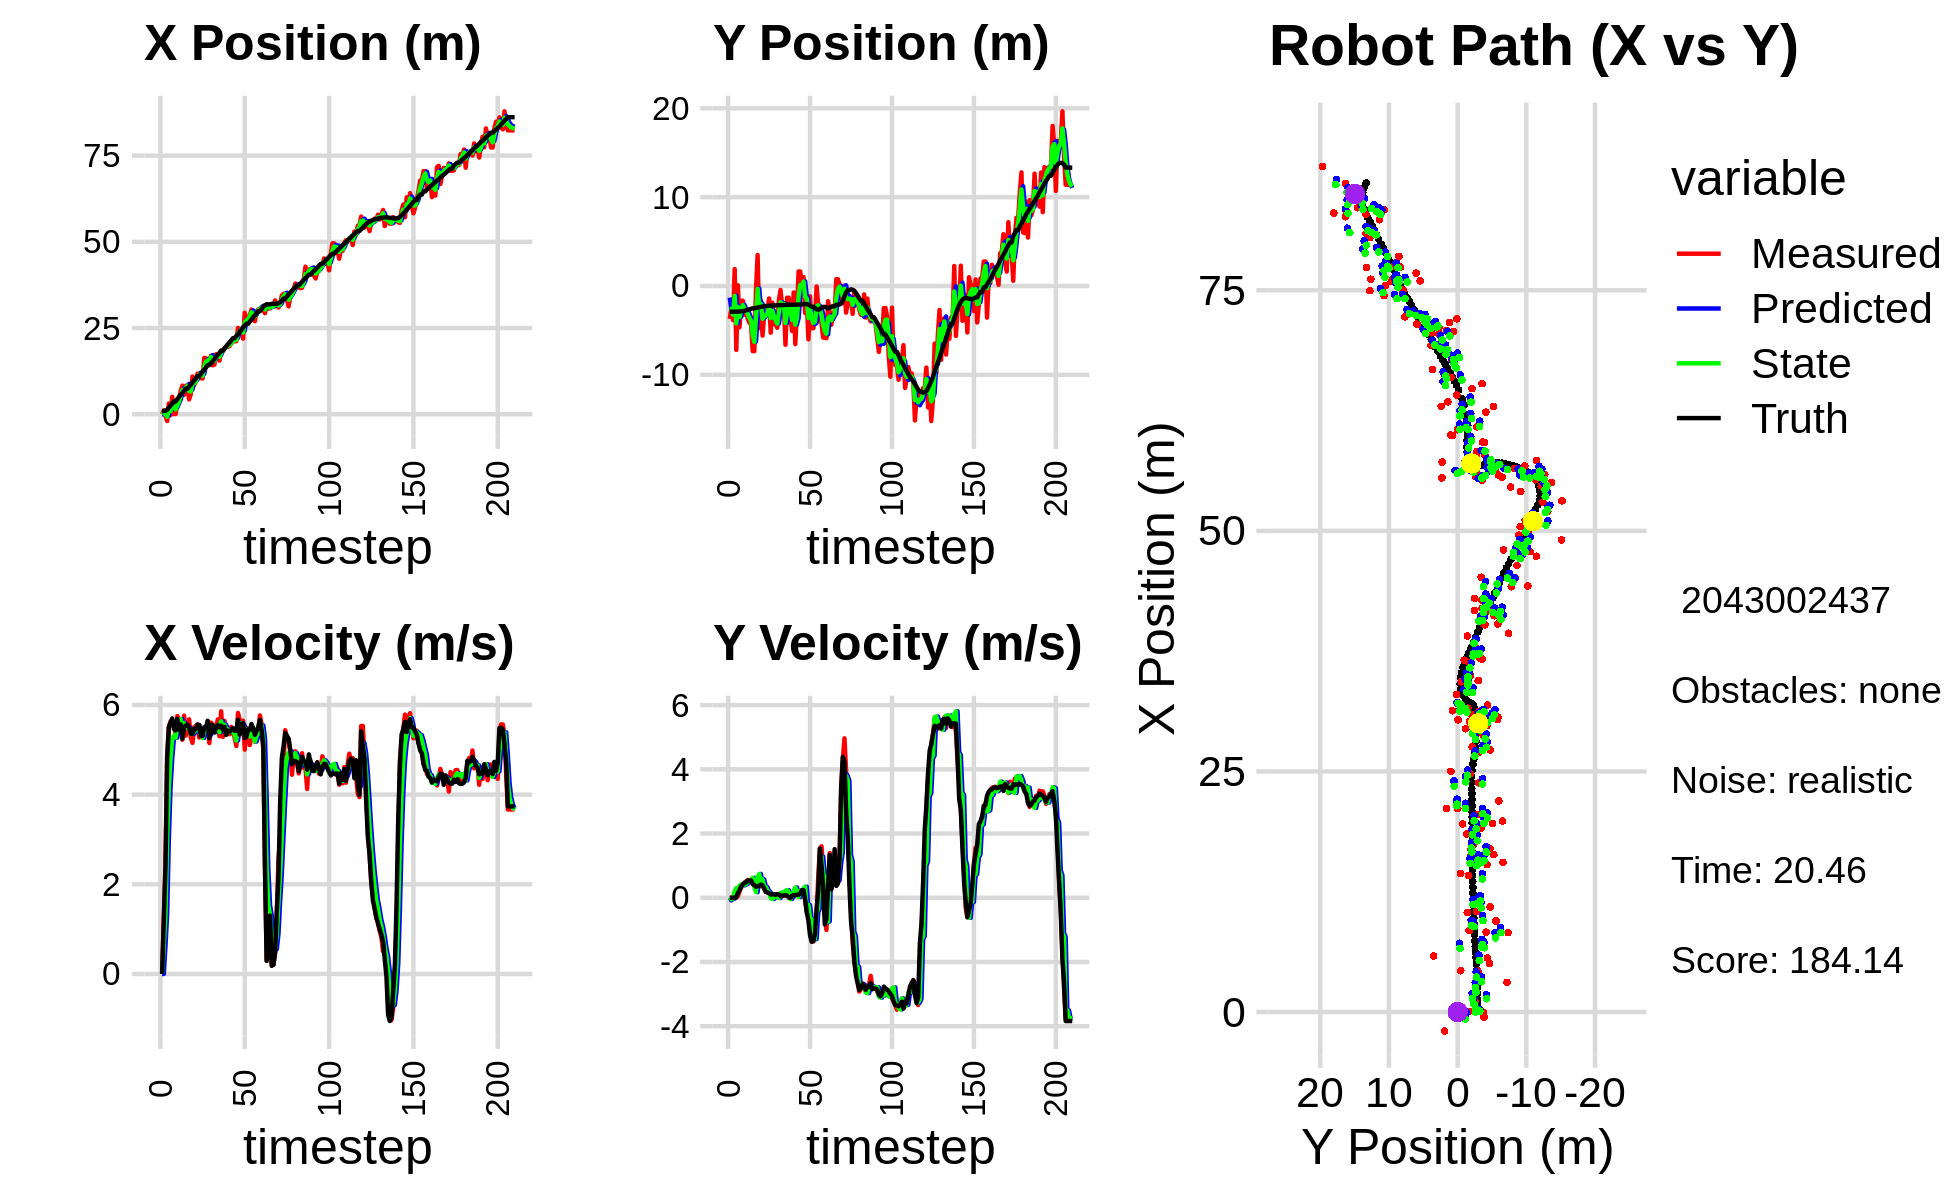 X Position (m)
75
50
25
0
0
50
100
150
200
timestep
Y Position (m)
20
10
0
-10
0
50
100
150
200
timestep
X Velocity (m/s)
6
4
2
0
0
50
100
150
200
timestep
Y Velocity (m/s)
6
4
2
0
-2
-4
0
50
100
150
200
timestep
Robot Path (X vs Y)
X Position (m)
75
50
25
0
20 10 0 -10 -20
Y Position (m)
variable
Measured
Predicted
State
Truth
2043002437
Obstacles: none
Noise: realistic
Time: 20.46
Score: 184.14